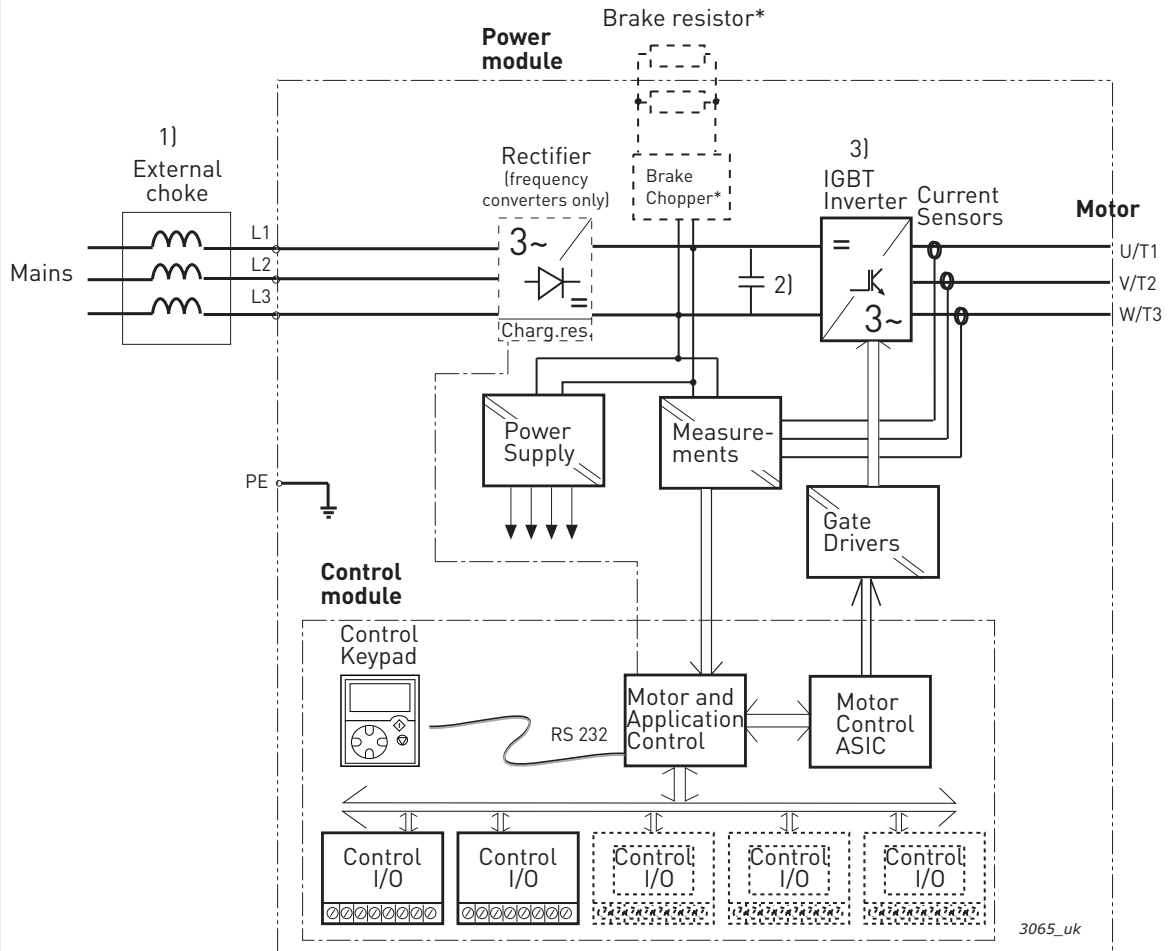 Brake resistor*
Power
module
1)
External
choke
Rectifier
(frequency
converters only)
Brake
Chopper*
3)
IGBT
Inverter
Current
Sensors
Motor
L1
L2
L3
Mains
3~
=
Charg.res.
2)
=
3~
U/T1
V/T2
W/T3
Power
Supply
Measure-
ments
PE
Gate
Drivers
Control
module
Control
Keypad
RS 232
Motor and
Application
Control
Motor
Control
ASIC
Control
I/O
Control
I/O
Control
I/O
Control
I/O
Control
I/O
3065_uk